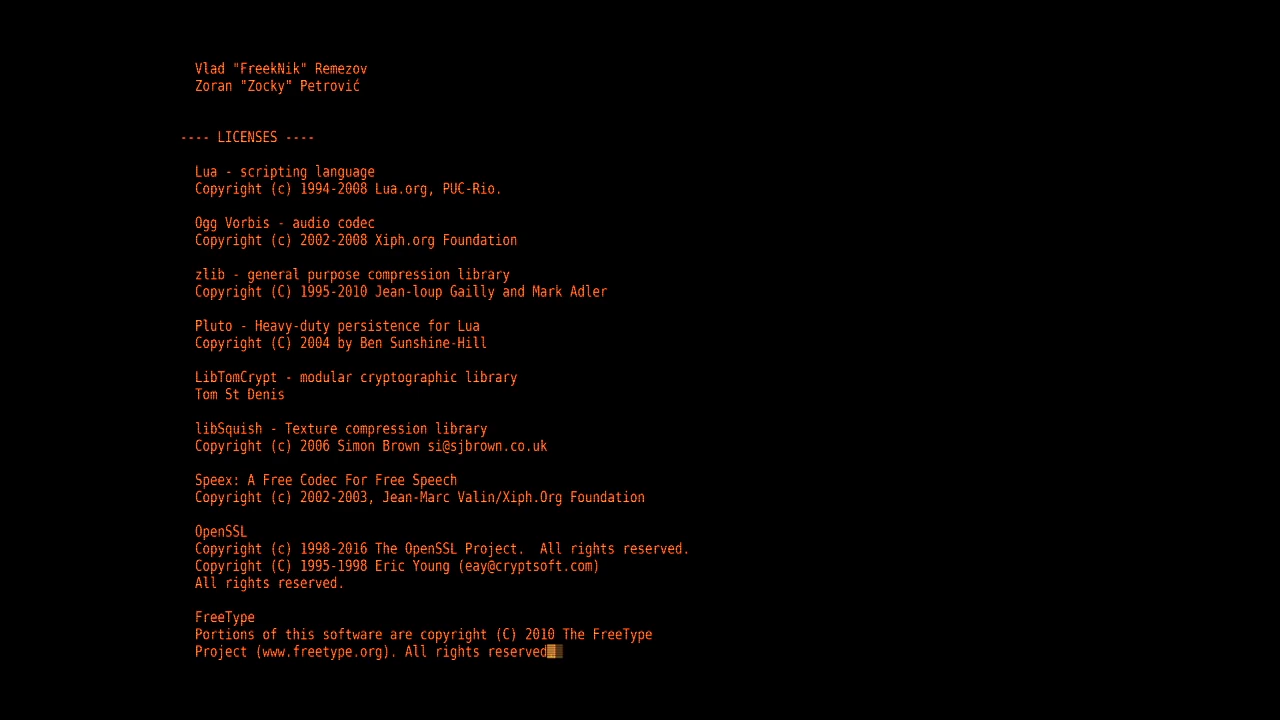 Vlad "FreekNik" Remezov
Zoran "Zocky" Petrović
---- LICENSES ----
Lua - scripting language
Copyright (c) 1994-2008 Lua.org, PUC-Rio.
Ogg Vorbis - audio codec
Copyright (c) 2002-2008 Xiph.org Foundation
zlib - general purpose compression library
Copyright (C) 1995-2010 Jean-loup Gailly and Mark Adler
Pluto - Heavy-duty persistence for Lua
Copyright (C) 2004 by Ben Sunshine-Hill
LibTomCrypt - modular cryptographic library
Tom St Denis
libSquish - Texture compression library
Copyright (c) 2006 Simon Brown si@sjbrown.co.uk
Speex: A Free Codec For Free Speech
Copyright (c) 2002-2003, Jean-Marc Valin/Xiph.Org Foundation
OpenSSL
Copyright (c) 1998-2016 The OpenSSL Project.  All rights reserved.
Copyright (C) 1995-1998 Eric Young (eay@cryptsoft.com)
All rights reserved.
FreeType
Portions of this software are copyright (C) 2010 The FreeType
Project (www.freetype.org). All rights reserved